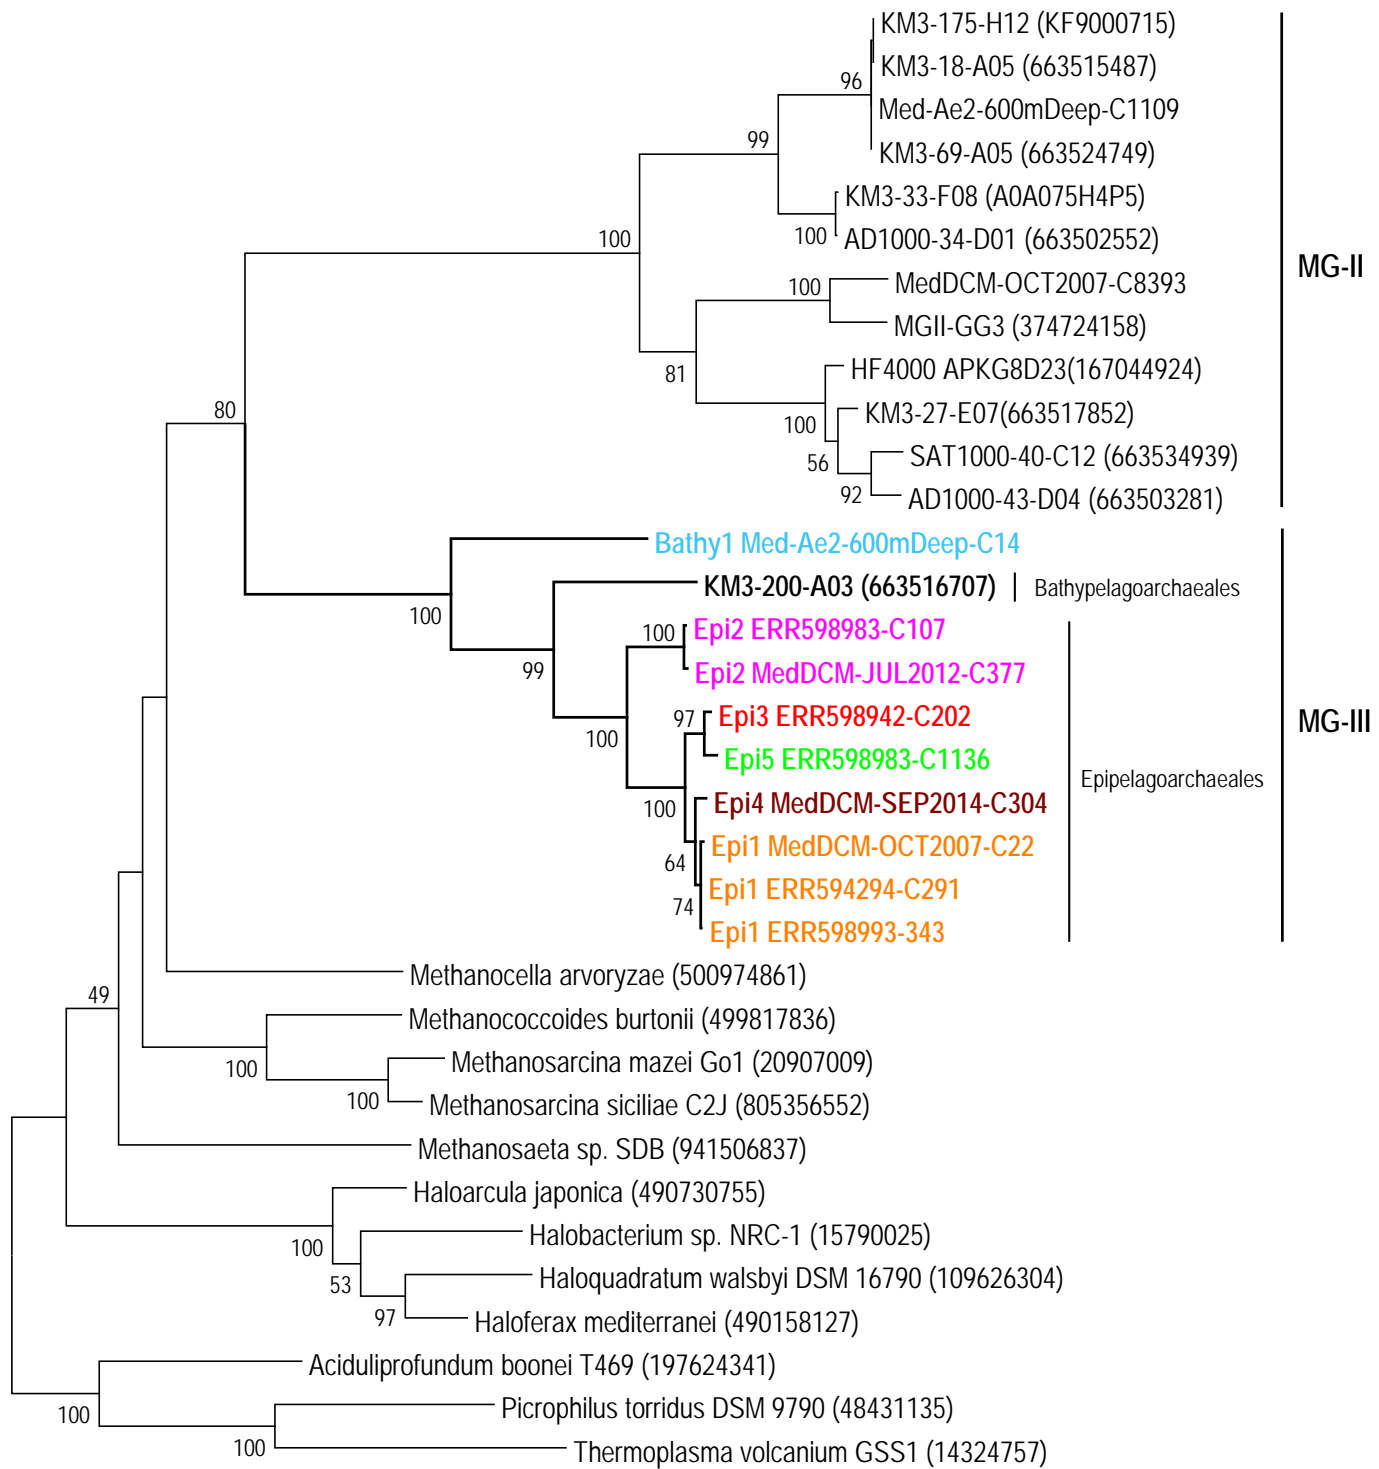 KM3-175-H12 (KF9000715)
KM3-18-A05 (663515487)
96
Med-Ae2-600mDeep-C1109
99
KM3-69-A05 (663524749)
KM3-33-F08 (A0A075H4P5)
100
100
AD1000-34-D01 (663502552)
MG-II
100
MedDCM-OCT2007-C8393
MGII-GG3 (374724158)
81
HF4000 APKG8D23(167044924)
80
KM3-27-E07(663517852)
100
56
SAT1000-40-C12 (663534939)
92
AD1000-43-D04 (663503281)
Bathy1 Med-Ae2-600mDeep-C14
KM3-200-A03 (663516707)
Bathypelagoarchaeales
100
100
Epi2 ERR598983-C107
99
Epi2 MedDCM-JUL2012-C377
97
Epi3 ERR598942-C202
MG-III
100
Epi5 ERR598983-C1136
Epipelagoarchaeales
100
Epi4 MedDCM-SEP2014-C304
Epi1 MedDCM-OCT2007-C22
64
Epi1 ERR594294-C291
74
Epi1 ERR598993-343
Methanocella arvoryzae (500974861)
49
Methanococcoides burtonii (499817836)
100
Methanosarcina mazei Go1 (20907009)
100
Methanosarcina siciliae C2J (805356552)
Methanosaeta sp. SDB (941506837)
Haloarcula japonica (490730755)
100
Halobacterium sp. NRC-1 (15790025)
53
Haloquadratum walsbyi DSM 16790 (109626304)
97
Haloferax mediterranei (490158127)
Aciduliprofundum boonei T469 (197624341)
100
Picrophilus torridus DSM 9790 (48431135)
100
Thermoplasma volcanium GSS1 (14324757)